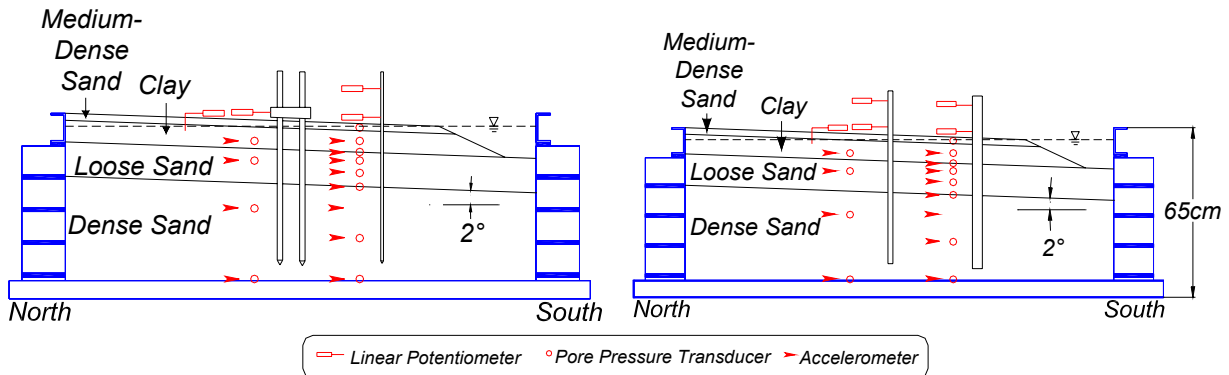 Medium-
Dense
Sand
Clay
Loose Sand
Dense Sand
2°
North
South
Medium-
Dense
Sand
Clay
Loose Sand
Dense Sand
2°
65cm
North
South
Linear Potentiometer
Pore Pressure Transducer
Accelerometer